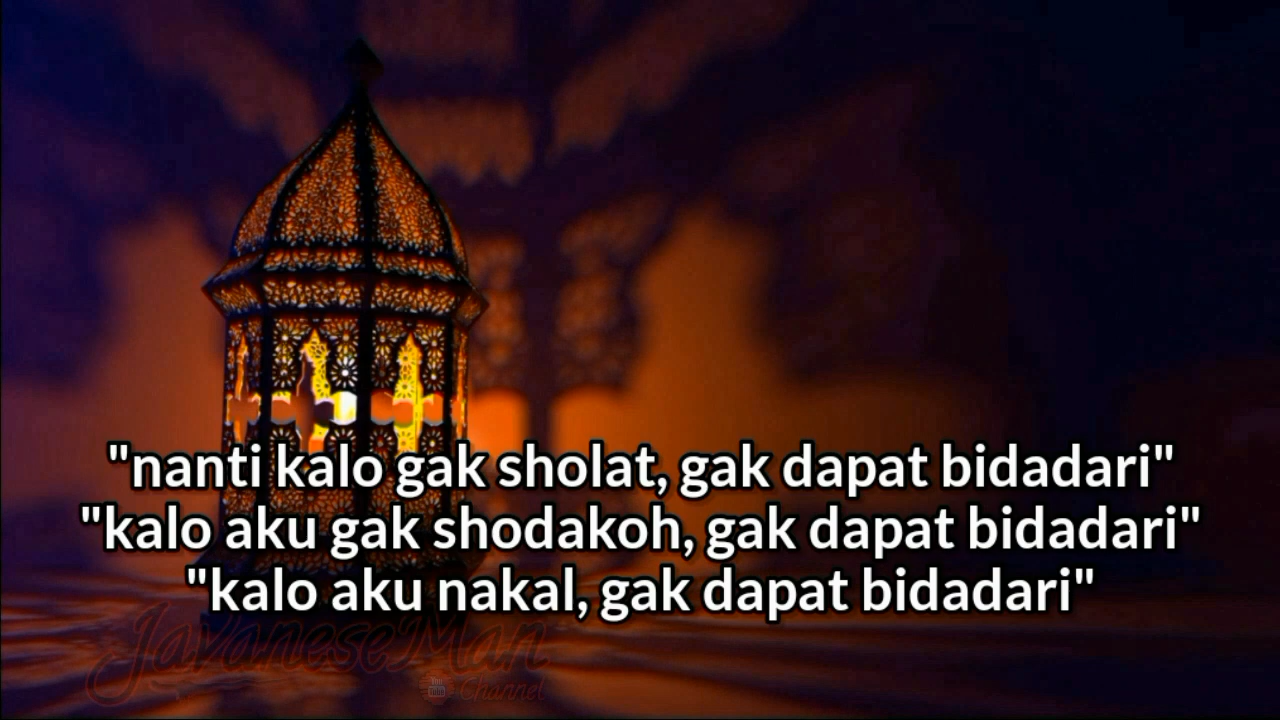 "nanti kalo gak sholat, gak dapat bidadari"
"kalo aku gak shodakoh, gak dapat bidadari"
"kalo aku nakal, gak dapat bidadari"
JavaneseMan
Channel